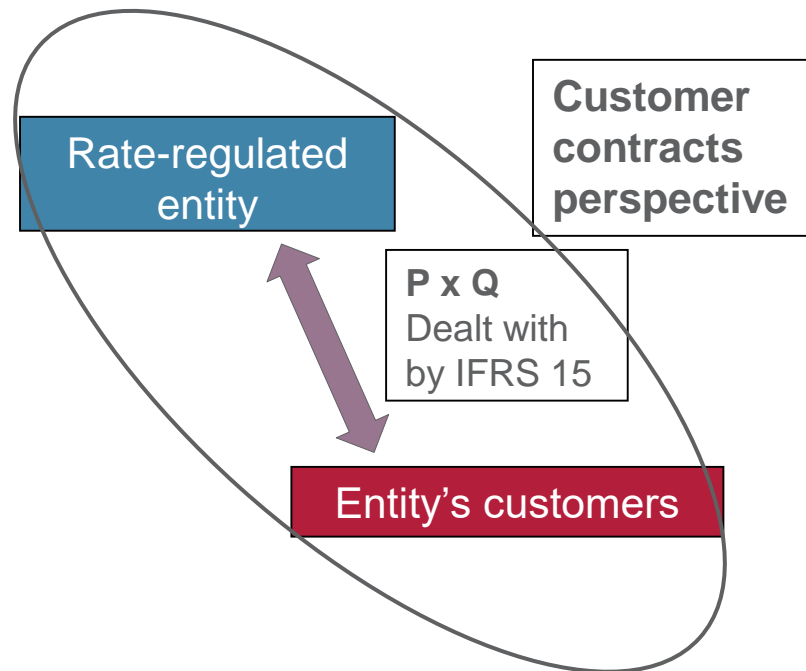 Rate-regulated
entity
Customer
contracts
perspective
P x Q
Dealt with
by IFRS 15
Entity’s customers